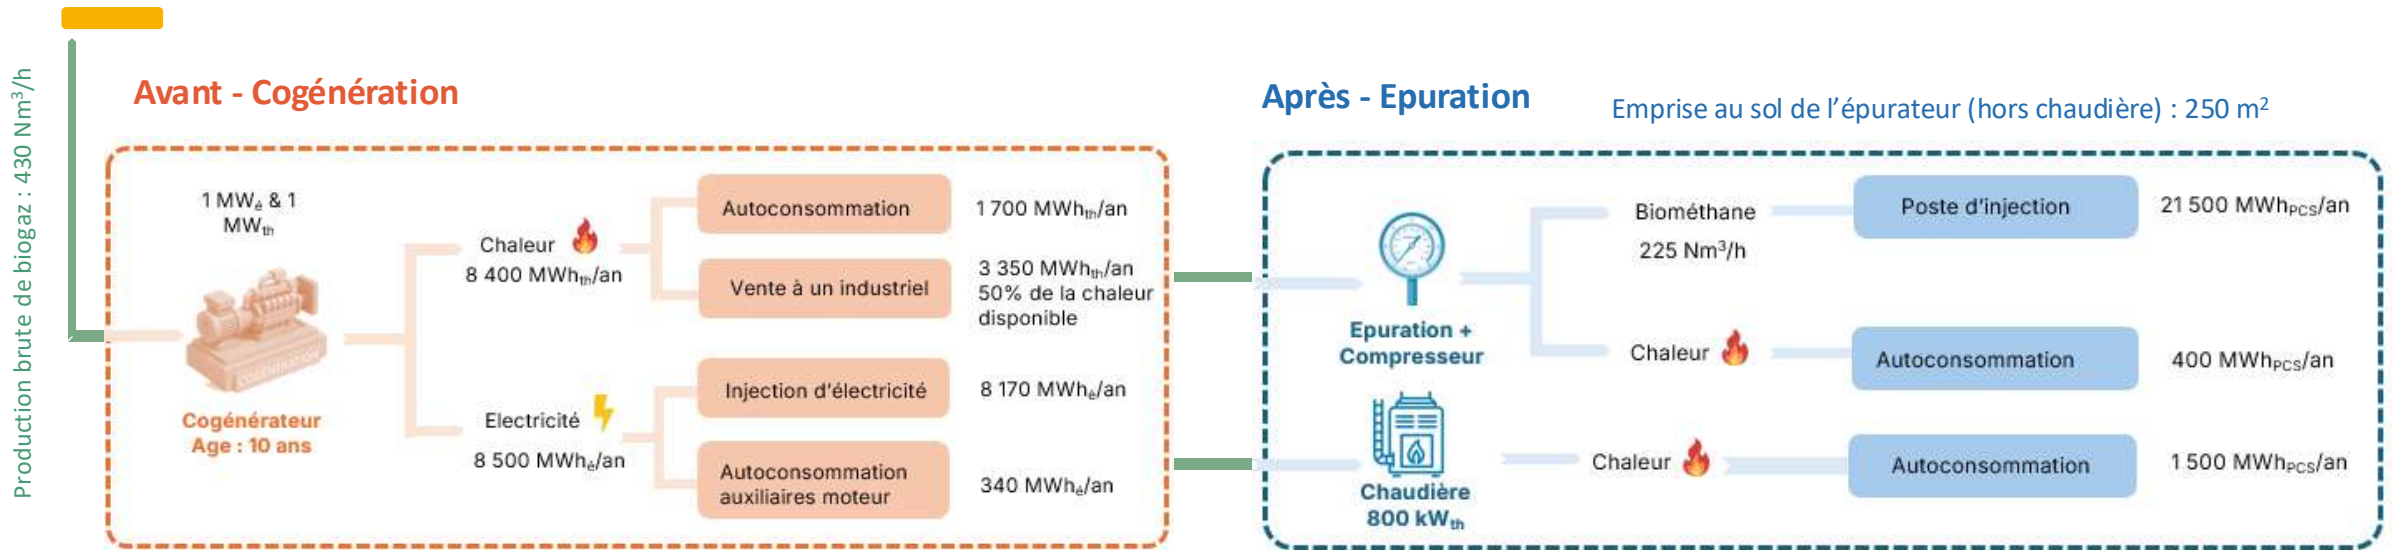 Production brute de biogaz : 430 Nm³/h
Avant - Cogénération
1 MWé & 1
MWth
COGÉNÉRATION
Cogénérateur
Age : 10 ans
Chaleur
8 400 MWhth/an
Autoconsommation
1 700 MWhth/an
Vente à un industriel
3 350 MWhth/an
50% de la chaleur
disponible
Electricité
8 500 MWhé/an
Injection d'électricité
8 170 MWhé/an
Autoconsommation
auxiliaires moteur
340 MWhé/an
Après - Epuration
Emprise au sol de l'épurateur (hors chaudière) : 250 m²
Epuration +
Compresseur
Biométhane
225 Nm³/h
Poste d'injection
21 500 MWhPCS/an
Chaleur
Autoconsommation
400 MWhPCS/an
Chaudière
800 kWth
Chaleur
Autoconsommation
1 500 MWhPCS/an